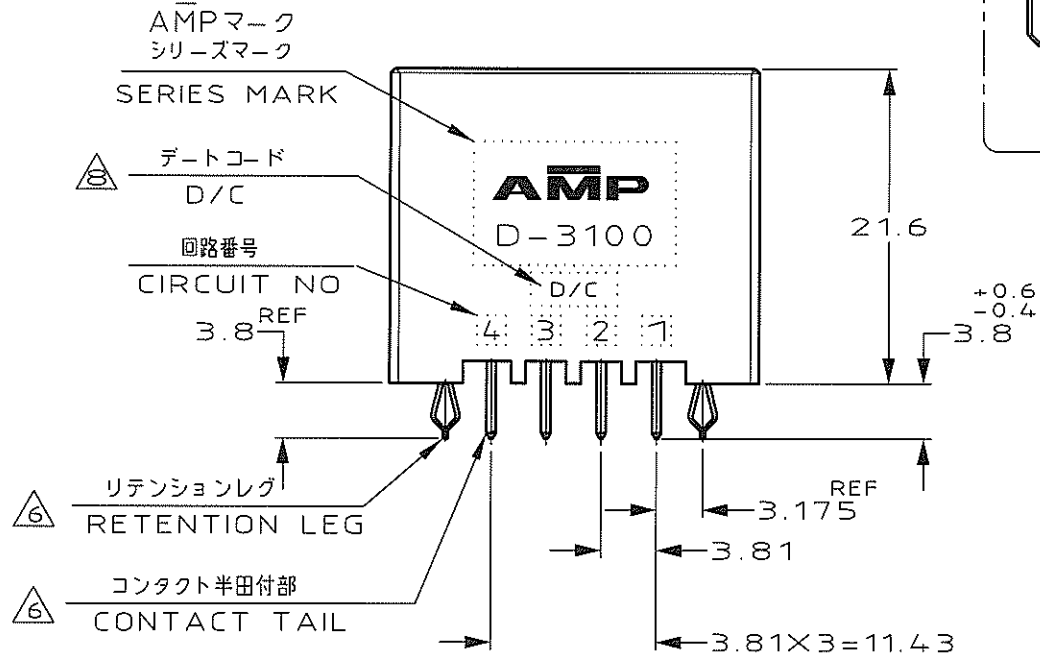 AMPマーク
シリーズマーク
SERIES MARK
8
デートコード
D/C
回路番号
CIRCUIT NO
3.8 REF
AMP
D-3100
D/C
4 3 2 1
21.6
+0.6
-0.4
3.8
6
リテンションレグ
RETENTION LEG
6
コンタクト半田付部
CONTACT TAIL
3.175 REF
3.81
3.81X3=11.43